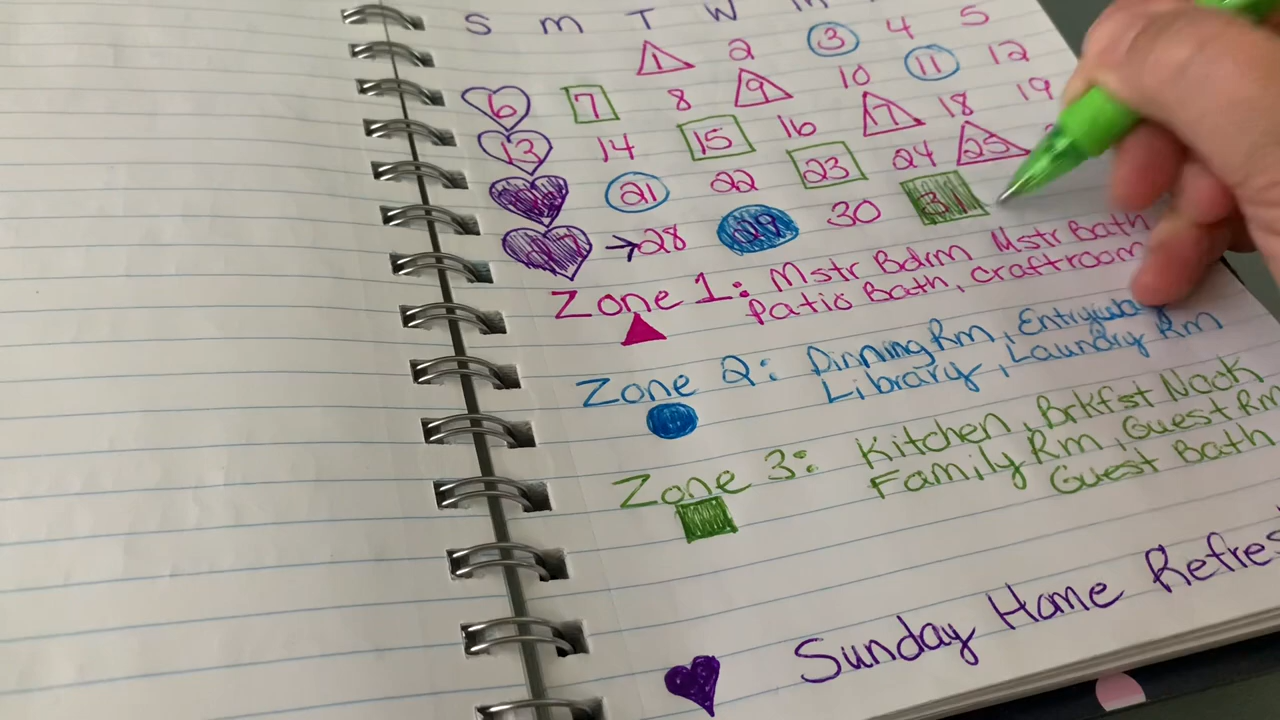 S m T W
1 2 3 4 5
6 7 8 9 10 11 12
13 14 15 16 17 18 19
21 22 23 24 25
27 →28 29 30 31
Zone 1: Mstr Bdrm Mstr Bath
Patio Bath, Craftroom
Zone 2: Dinning Rm, Entryway
Library, Laundry Rm
Zone 3: Kitchen, Brkfst Nook
Family Rm, Guest Rm
Guest Bath
Sunday Home Refres